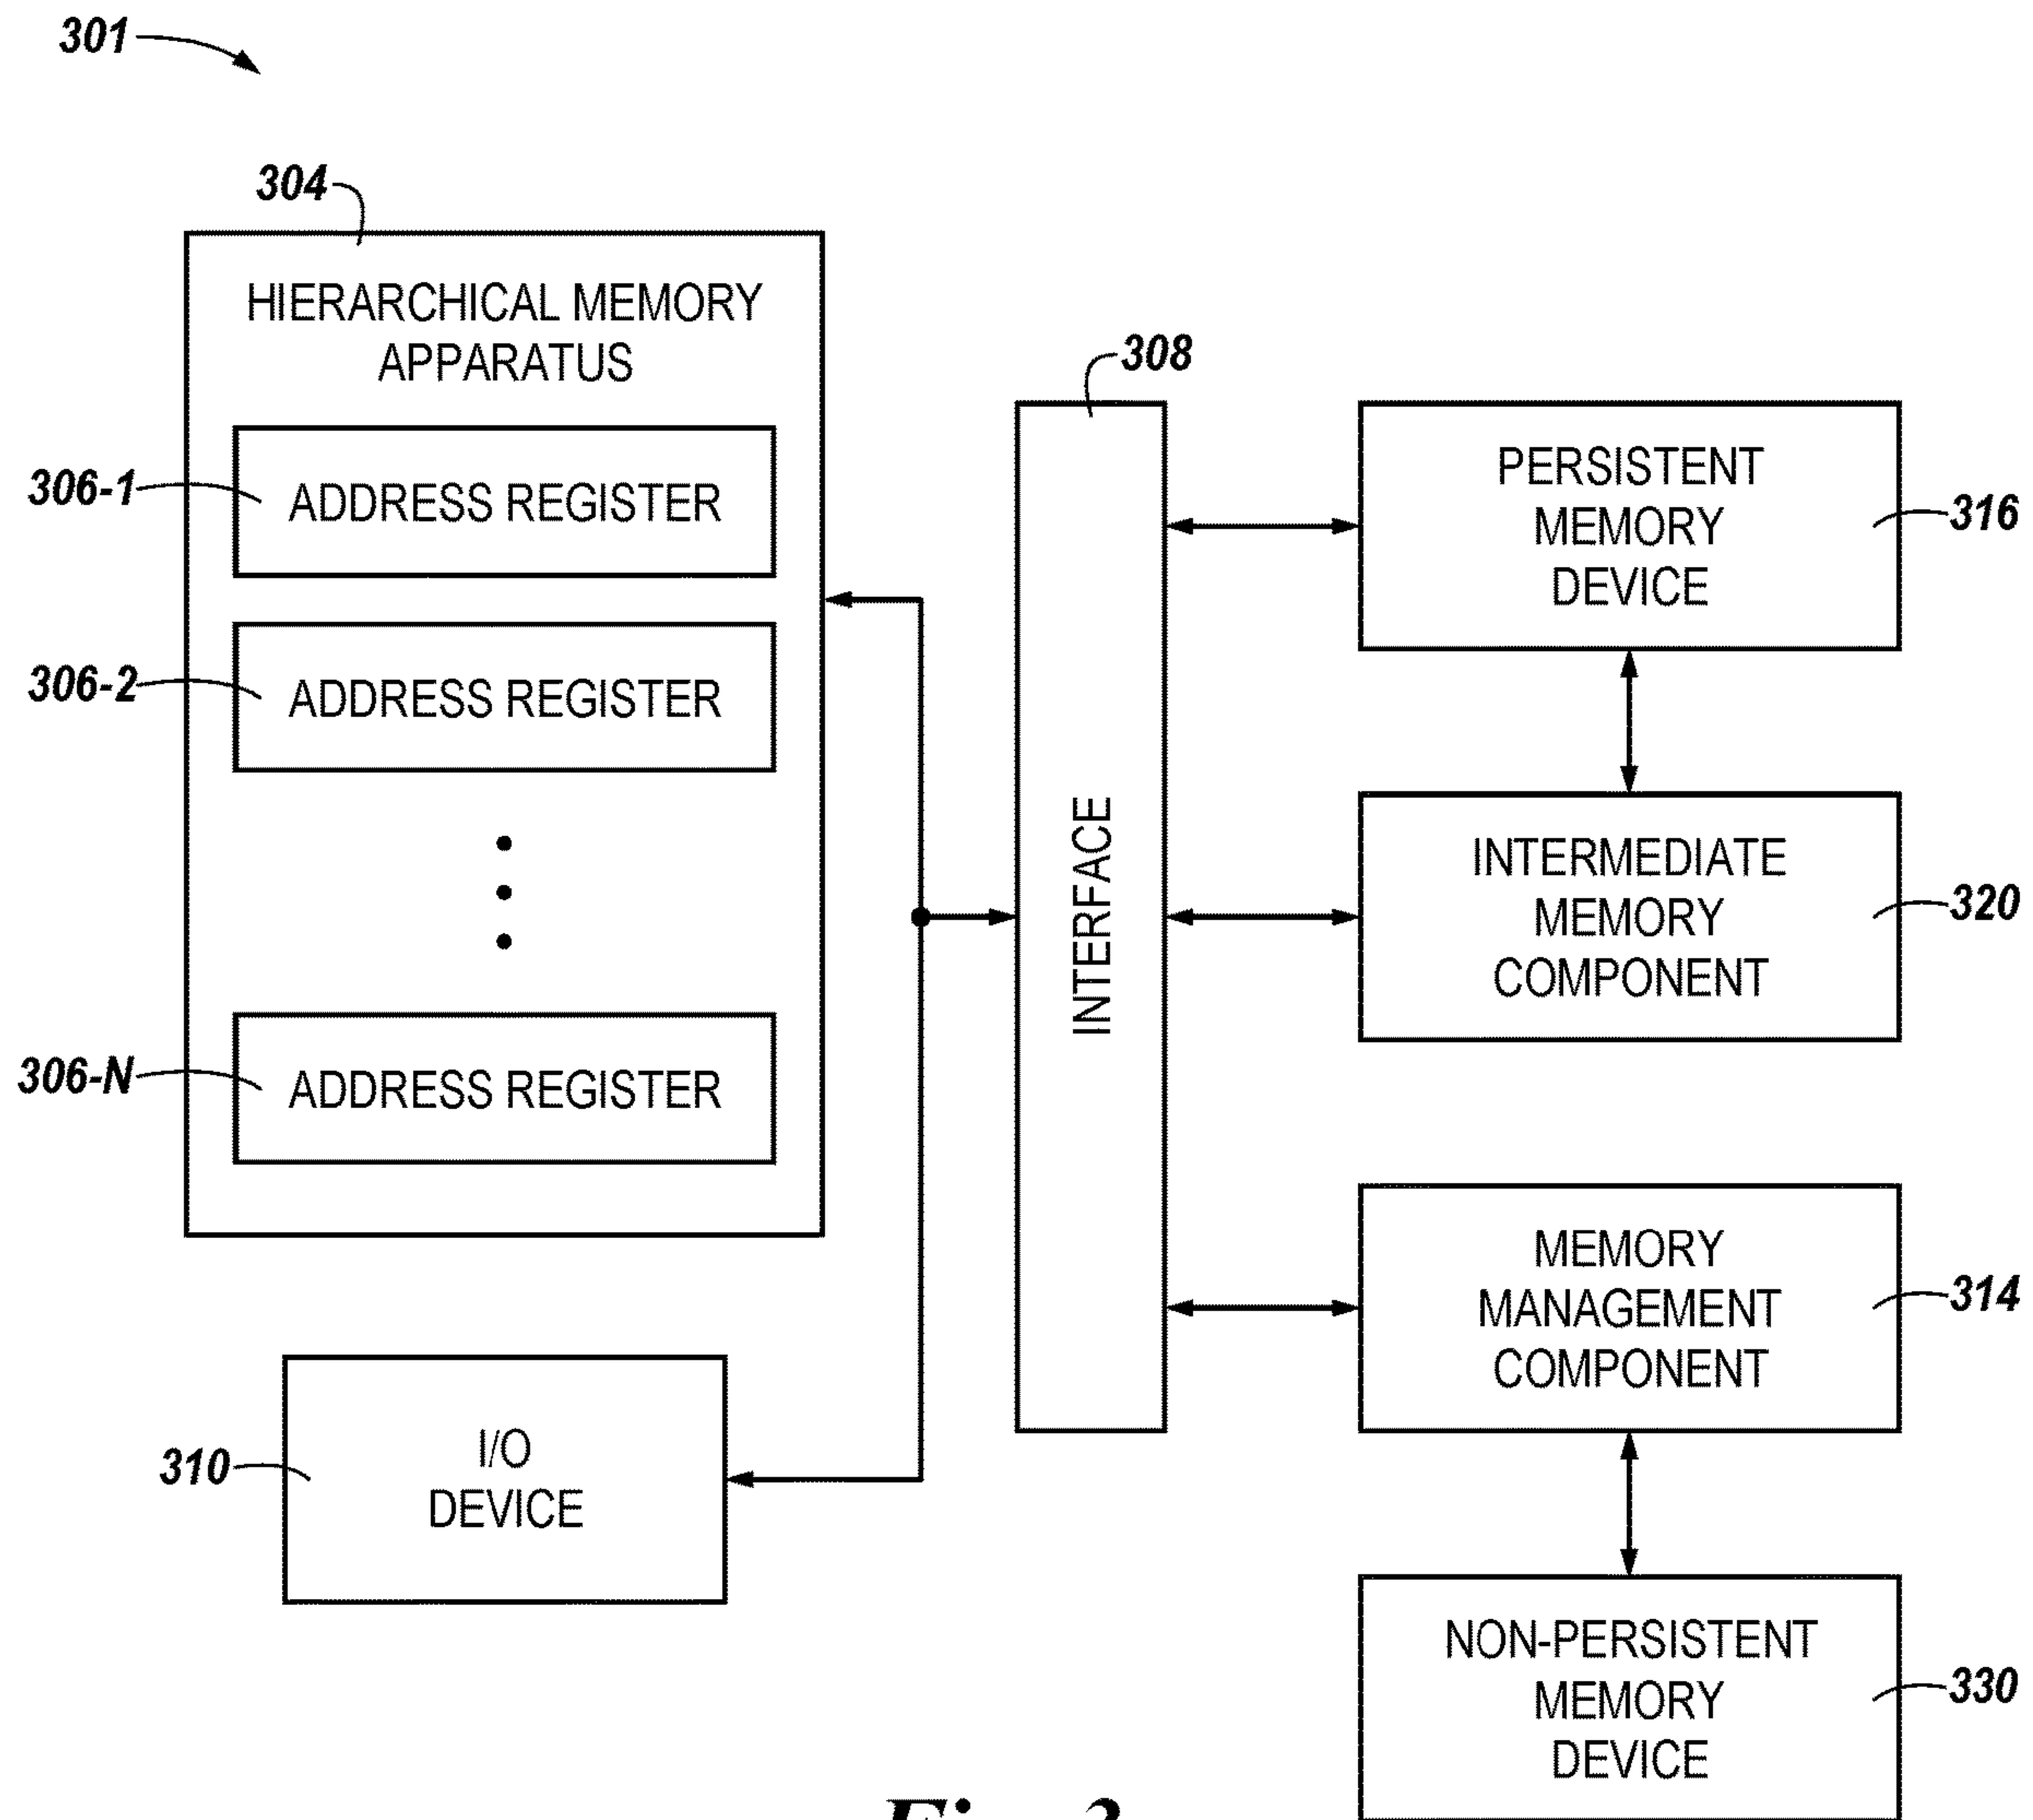 301
304
HIERARCHICAL MEMORY
APPARATUS
306-1
ADDRESS REGISTER
306-2
ADDRESS REGISTER
306-N
ADDRESS REGISTER
310
I/O
DEVICE
308
INTERFACE
PERSISTENT
MEMORY
DEVICE
316
INTERMEDIATE
MEMORY
COMPONENT
320
MEMORY
MANAGEMENT
COMPONENT
314
NON-PERSISTENT
MEMORY
DEVICE
330